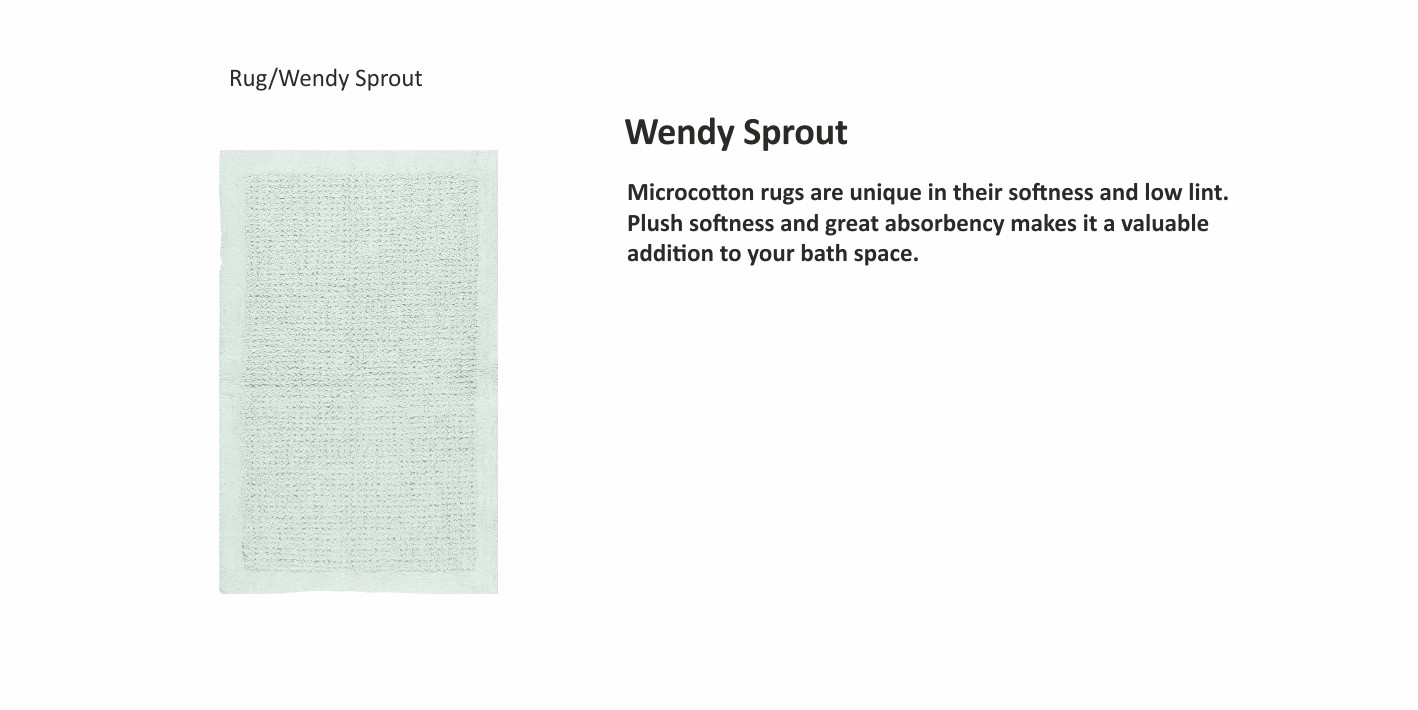 Rug/Wendy Sprout
Wendy Sprout
Microcotton rugs are unique in their softness and low lint.
Plush softness and great absorbency makes it a valuable
addition to your bath space.